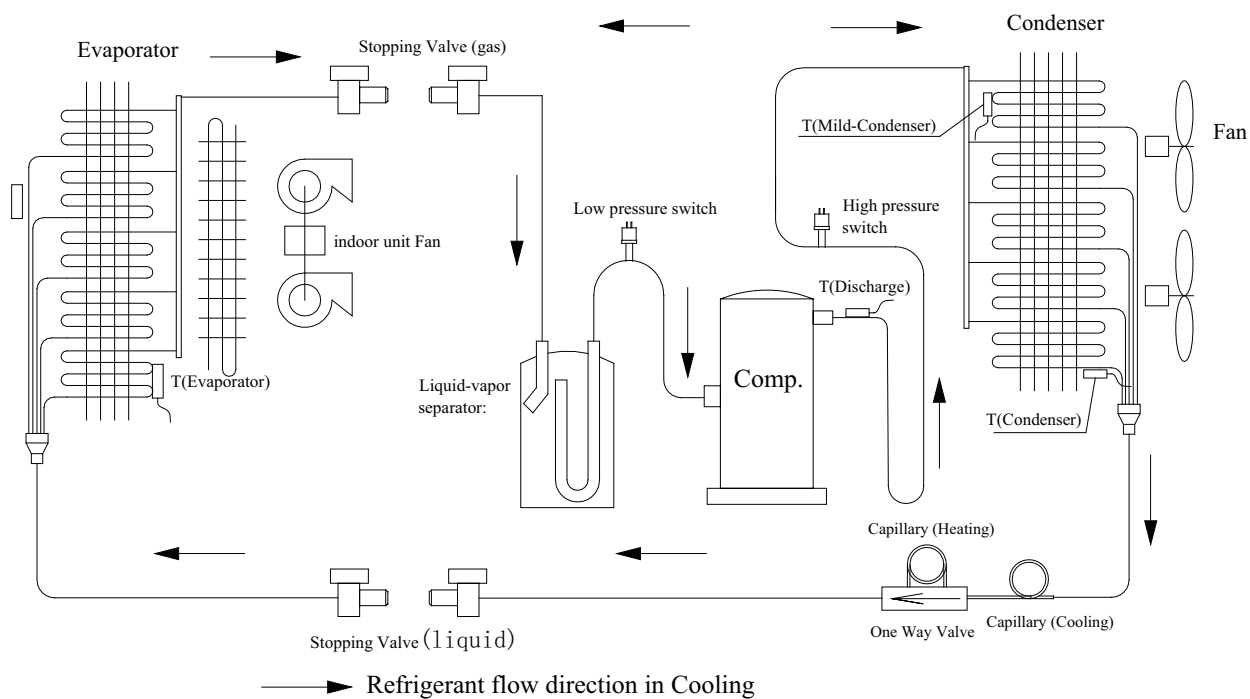 Condenser
Evaporator
Stopping Valve (gas)
T(Mild-Condenser)
Fan
Low pressure switch
High pressure
switch
indoor unit Fan
T(Discharge)
T(Evaporator)
Liquid-vapor
separator:
Comp.
T(Condenser)
Capillary (Heating)
One Way Valve
Capillary (Cooling)
Stopping Valve (liquid)
Refrigerant flow direction in Cooling